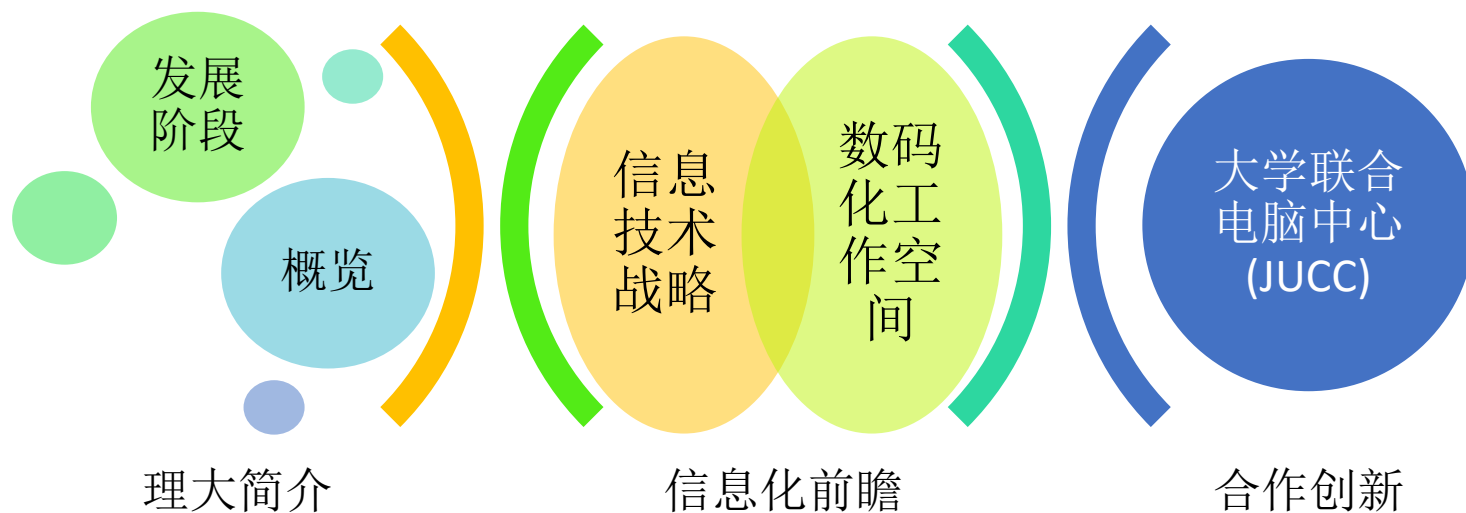 发展
阶段
概览
理大简介
信息
技术
战略
数码
化工
作空
间
信息化前瞻
大学联合
电脑中心
(JUCC)
合作创新